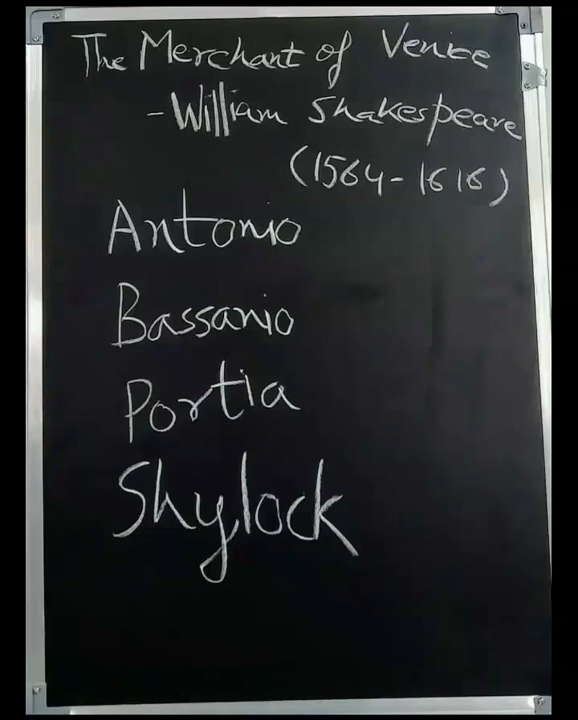 The Merchant of Venice
- William Shakespeare
(1564-1616)
Antonio
Bassanio
Portia
Shylock